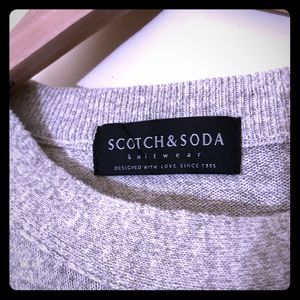 SCOTCH&SODA
knitwear
DESIGNED WITH LOVE SINCE 1985